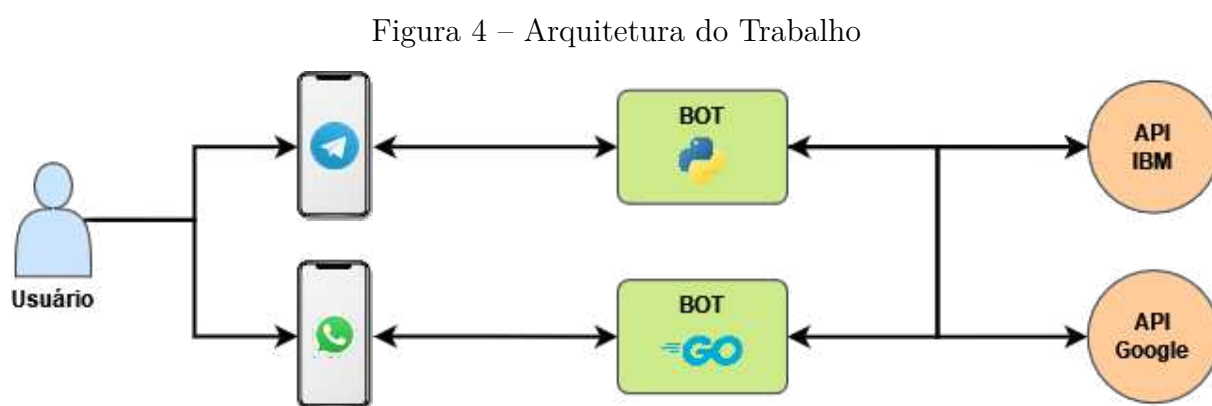 Figura 4 – Arquitetura do Trabalho
BOT
API
IBM
Usuário
BOT
GO
API
Google